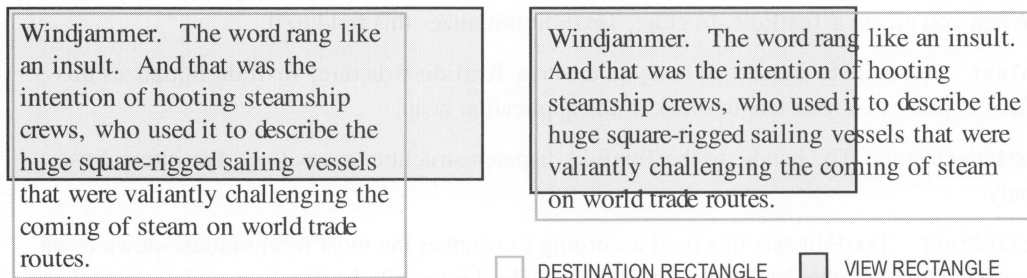 Windjammer. The word rang like
an insult. And that was the
intention of hooting steamship
crews, who used it to describe the
huge square-rigged sailing vessels
that were valiantly challenging the
coming of steam on world trade
routes.
Windjammer. The word rang like an insult.
And that was the intention of hooting
steamship crews, who used it to describe the
huge square-rigged sailing vessels that were
valiantly challenging the coming of steam
on world trade routes.
DESTINATION RECTANGLE VIEW RECTANGLE